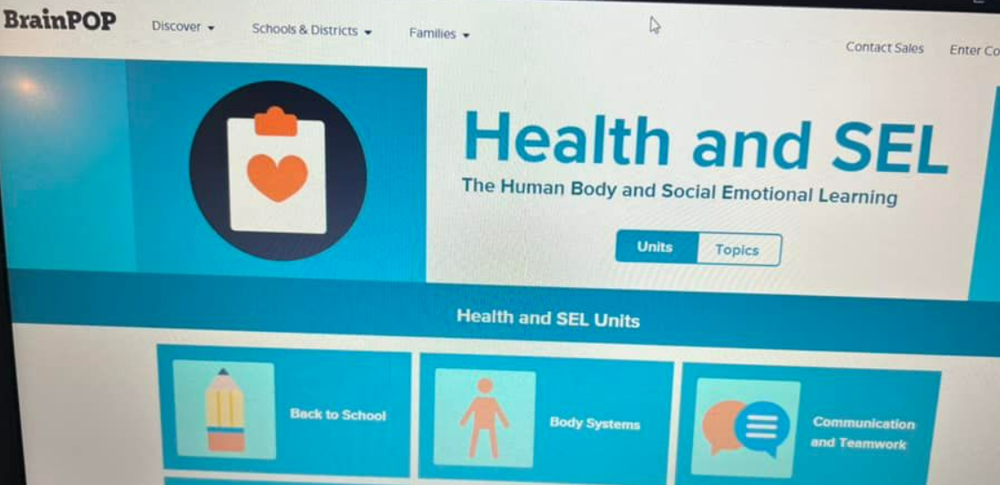 BrainPOP
Discover
Schools & Districts
Families
Contact Sales
Enter Co
Health and SEL
The Human Body and Social Emotional Learning
Units
Topics
Health and SEL Units
Back to School
Body Systems
Communication
and Teamwork